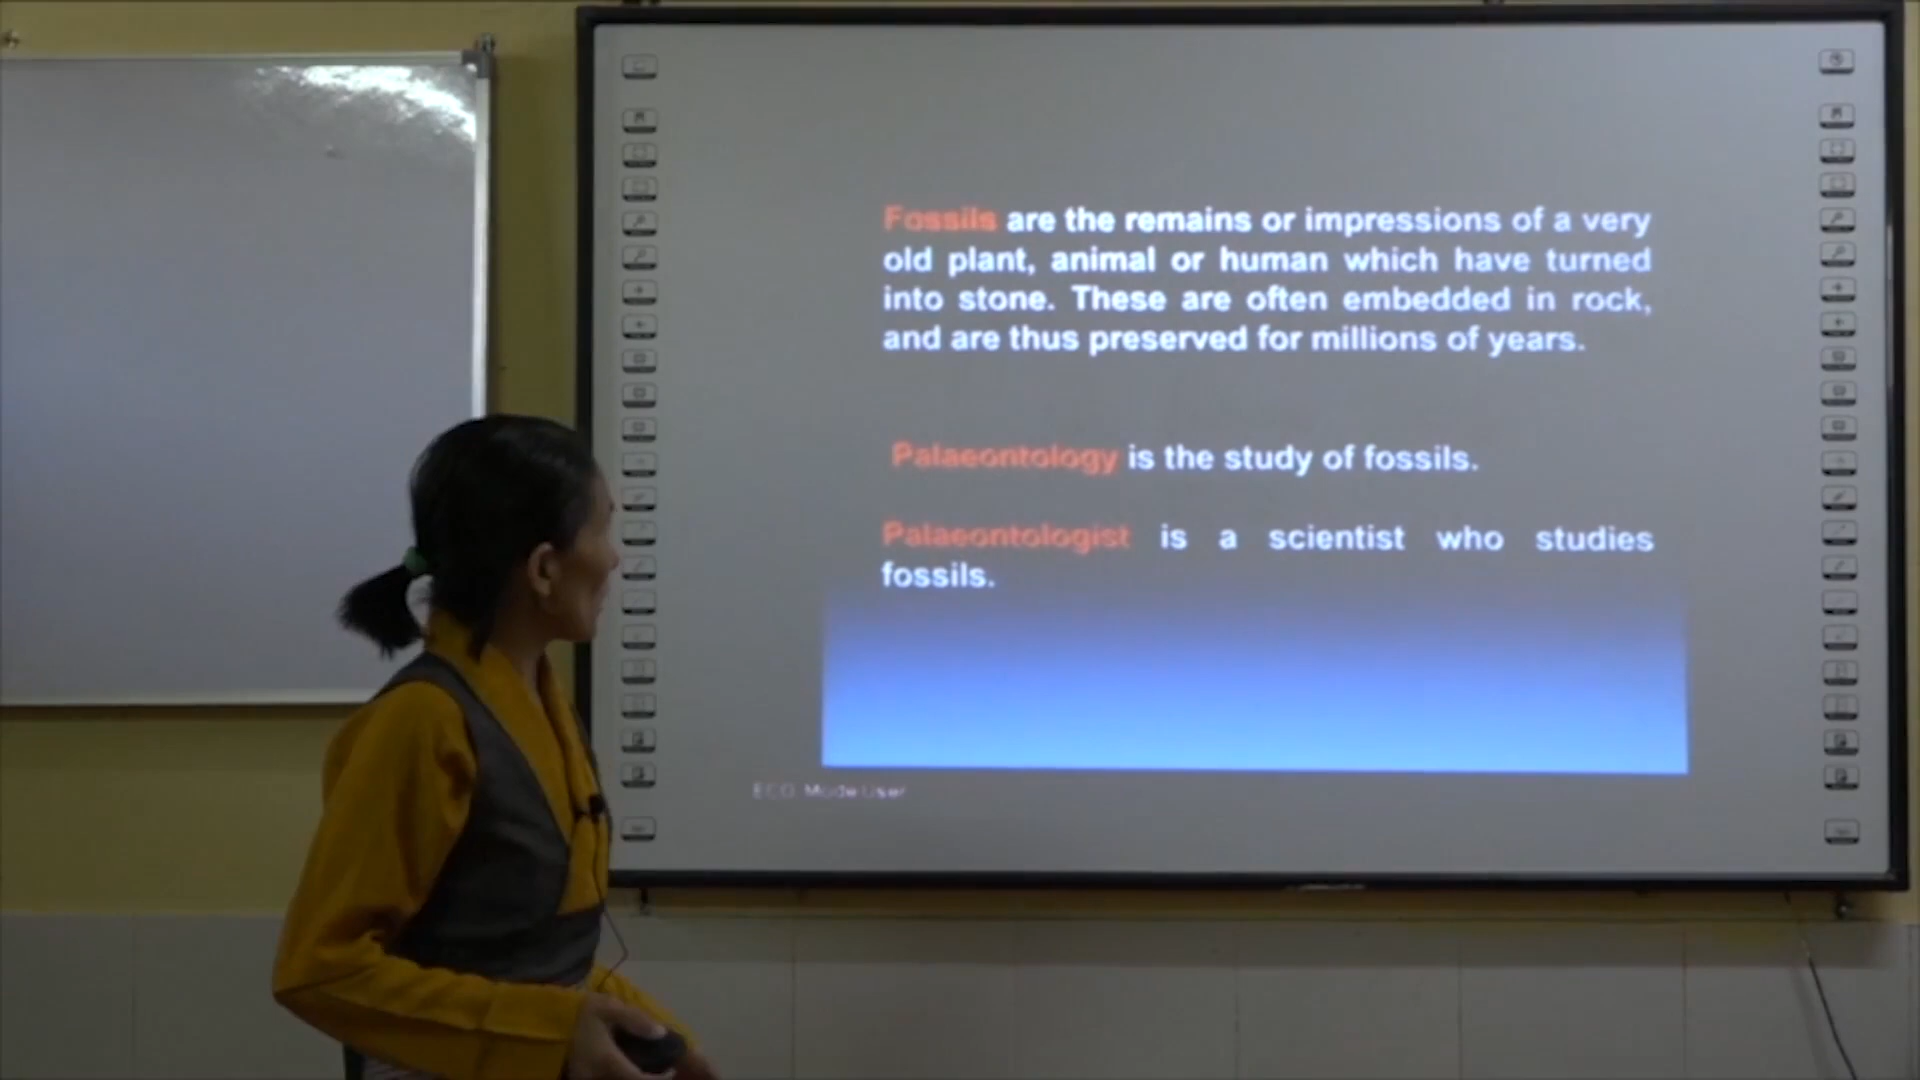 Fossils are the remains or impressions of a very
old plant, animal or human which have turned
into stone. These are often embedded in rock,
and are thus preserved for millions of years.
Palaeontology is the study of fossils.
Palaeontologist is a scientist who studies
fossils.
ECO Mode:User